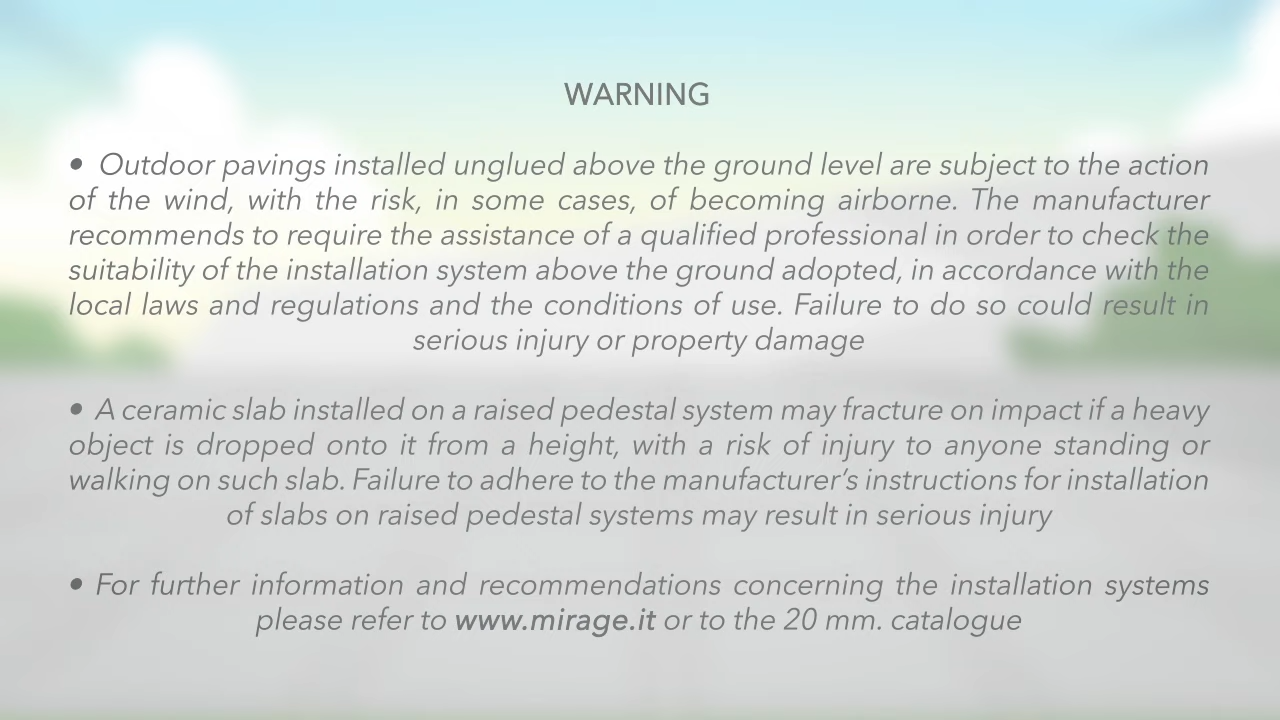 WARNING
• Outdoor pavings installed unglued above the ground level are subject to the action
of the wind, with the risk, in some cases, of becoming airborne. The manufacturer
recommends to require the assistance of a qualified professional in order to check the
suitability of the installation system above the ground adopted, in accordance with the
local laws and regulations and the conditions of use. Failure to do so could result in
serious injury or property damage
• A ceramic slab installed on a raised pedestal system may fracture on impact if a heavy
object is dropped onto it from a height, with a risk of injury to anyone standing or
walking on such slab. Failure to adhere to the manufacturer’s instructions for installation
of slabs on raised pedestal systems may result in serious injury
• For further information and recommendations concerning the installation systems
please refer to www.mirage.it or to the 20 mm. catalogue